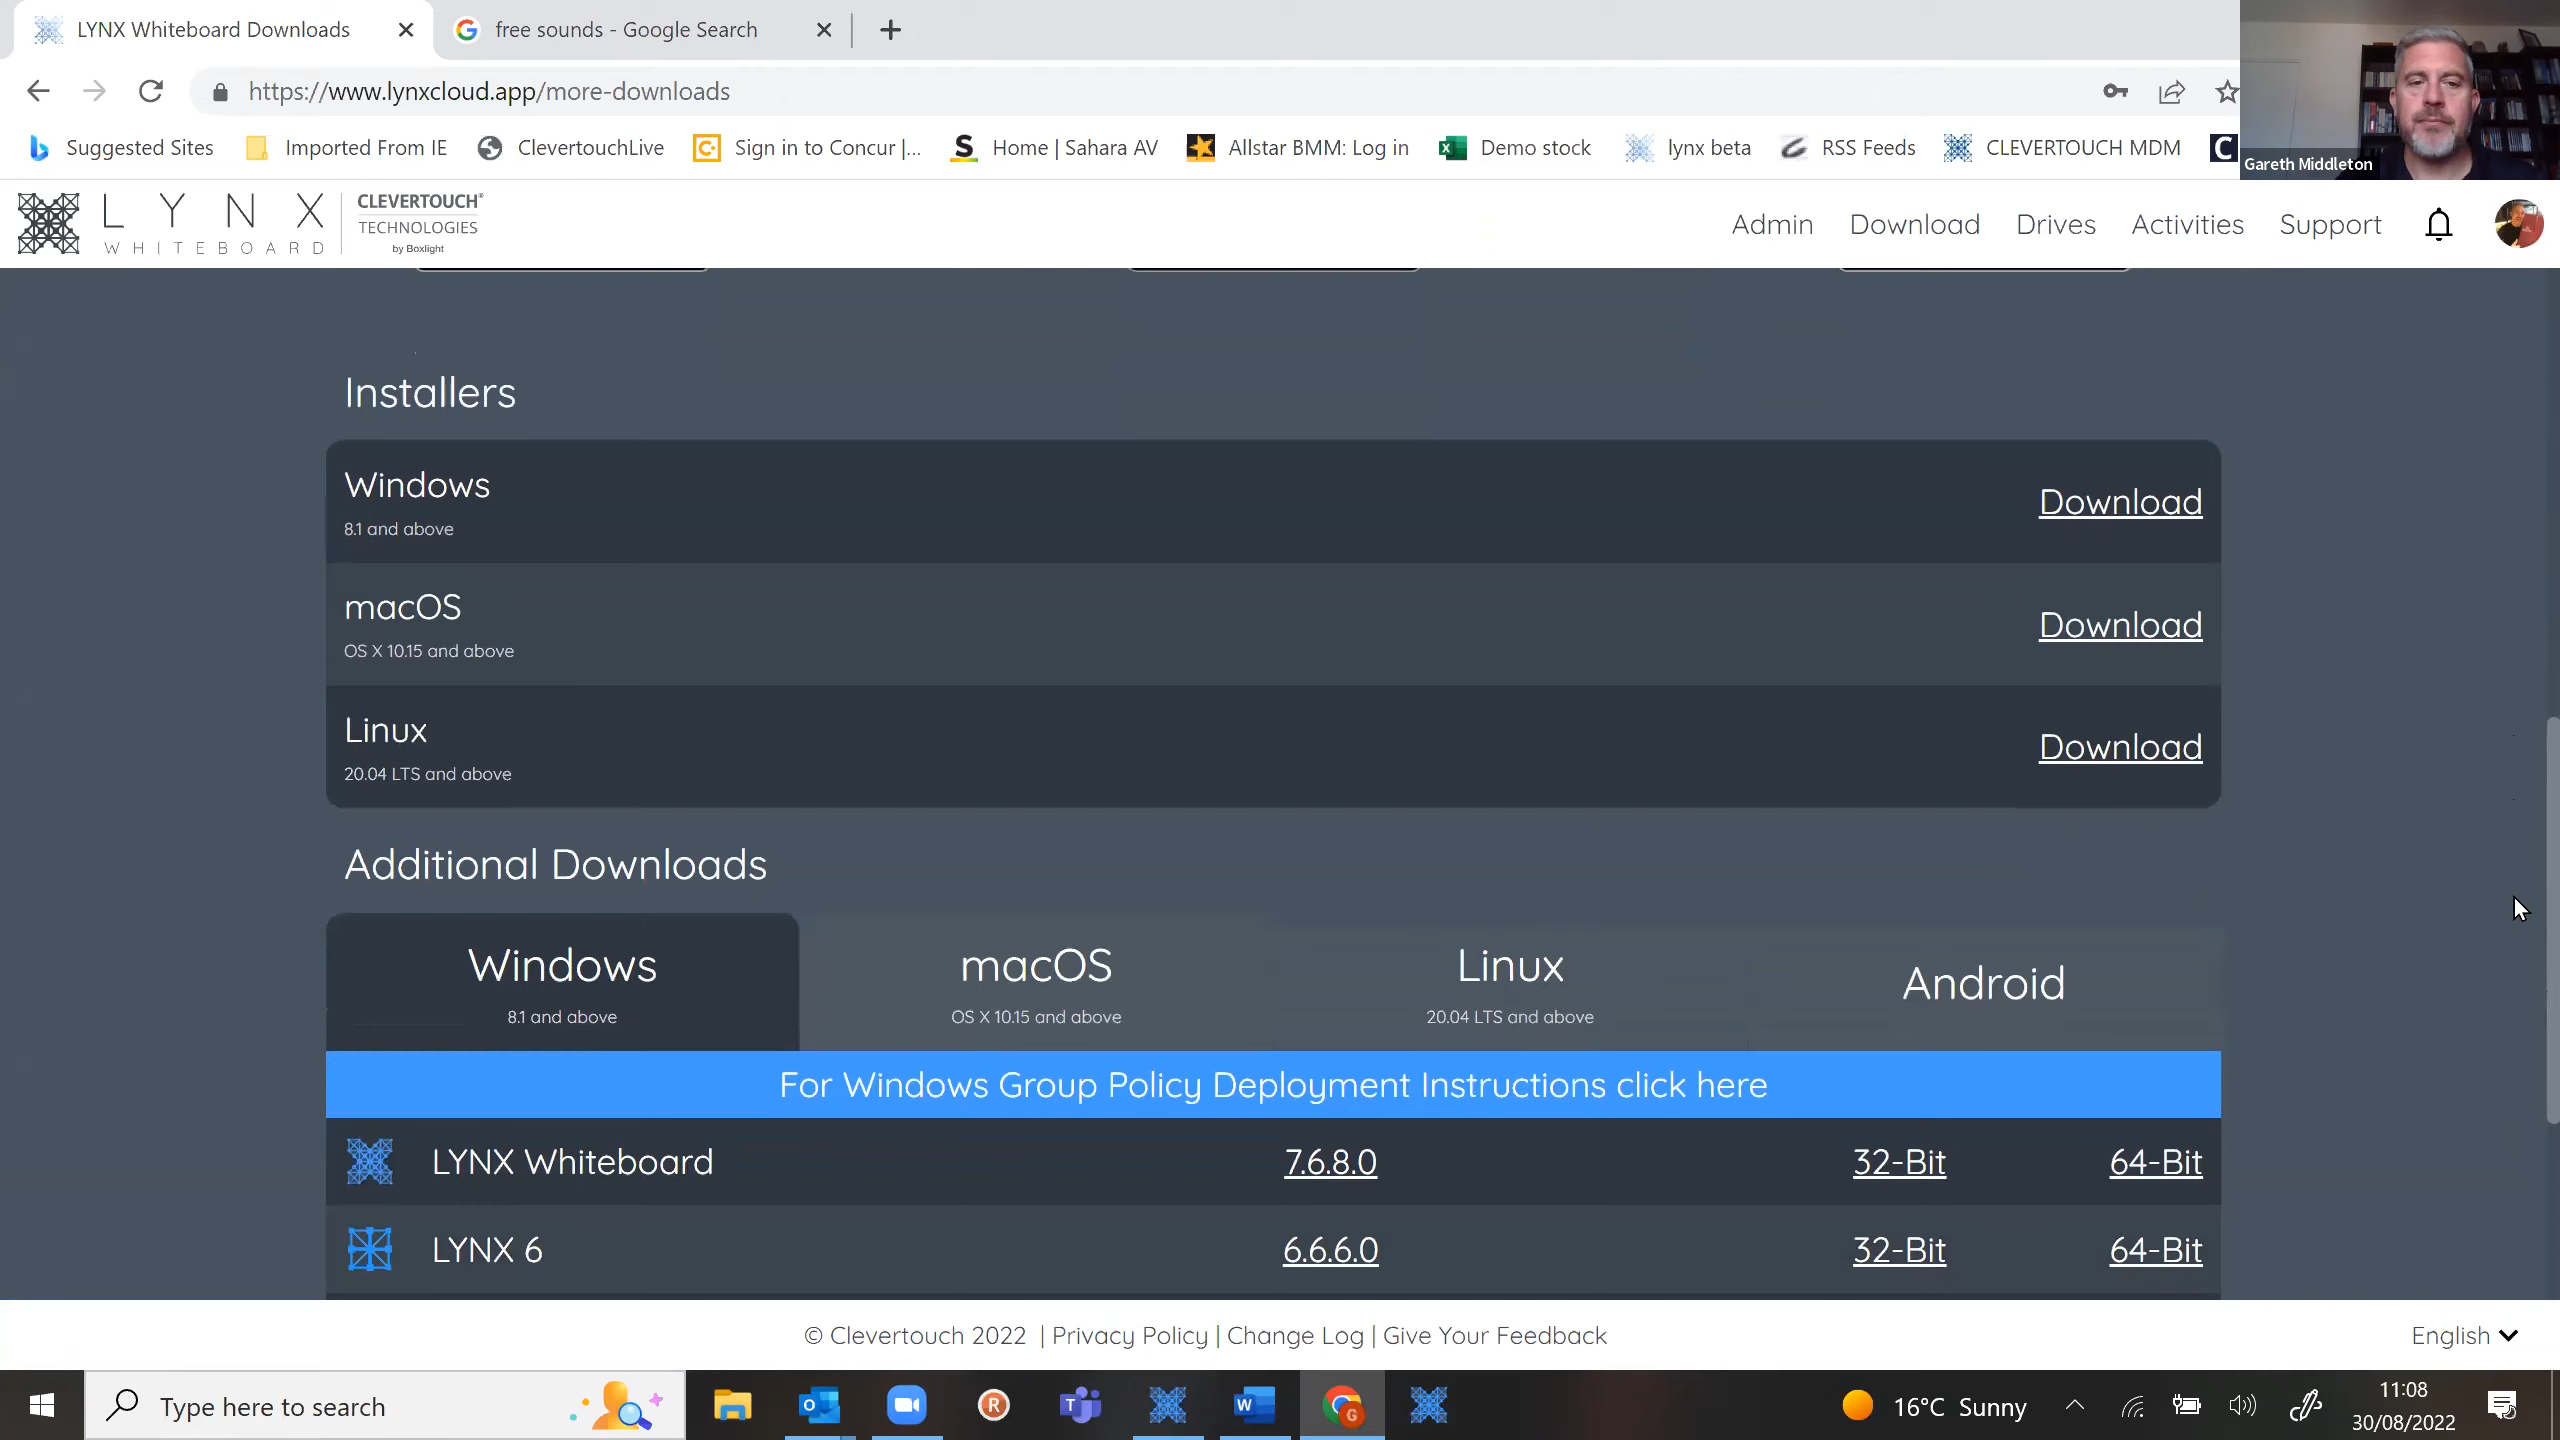 LYNX Whiteboard Downloads
free sounds - Google Search
https://www.lynxcloud.app/more-downloads
Suggested Sites
Imported From IE
ClevertouchLive
Sign in to Concur |...
Home | Sahara AV
Allstar BMM: Log in
Demo stock
lynx beta
RSS Feeds
CLEVERTOUCH MDM
Gareth Middleton
LYNX
WHITEBOARD
CLEVERTOUCH®
TECHNOLOGIES
by Boxlight
Admin
Download
Drives
Activities
Support
Installers
Windows
8.1 and above
Download
macOS
OS X 10.15 and above
Download
Linux
20.04 LTS and above
Download
Additional Downloads
Windows
8.1 and above
macOS
OS X 10.15 and above
Linux
20.04 LTS and above
Android
For Windows Group Policy Deployment Instructions click here
LYNX Whiteboard 7.6.8.0 32-Bit 64-Bit
LYNX 6 6.6.6.0 32-Bit 64-Bit
© Clevertouch 2022 | Privacy Policy | Change Log | Give Your Feedback
English
Type here to search
16°C Sunny
11:08
30/08/2022